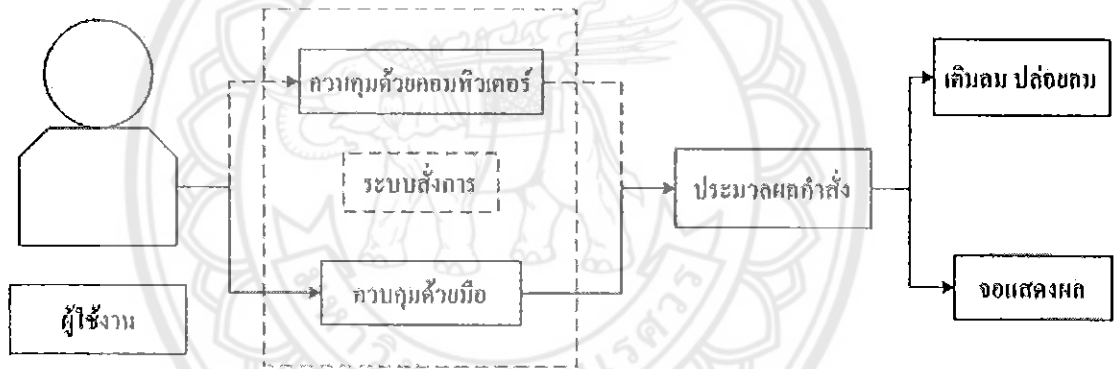 ควบคุมด้วยคอมพิวเตอร์
เติมลม ปล่อยลม
ระบบสั่งการ
ประมวลผลคำสั่ง
ควบคุมด้วยมือ
จอแสดงผล
ผู้ใช้งาน